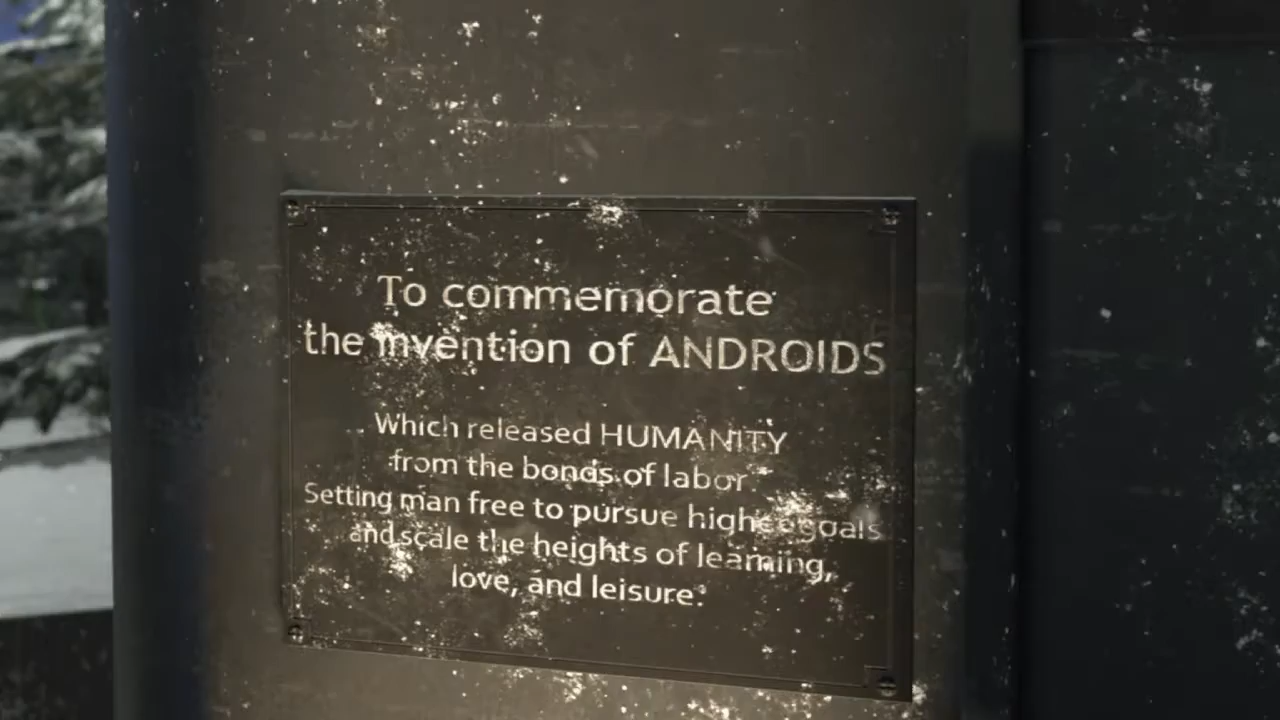 To commemorate
the invention of ANDROIDS
Which released HUMANITY
from the bonds of labor
Setting man free to pursue higher goals
and scale the heights of learning,
love, and leisure.